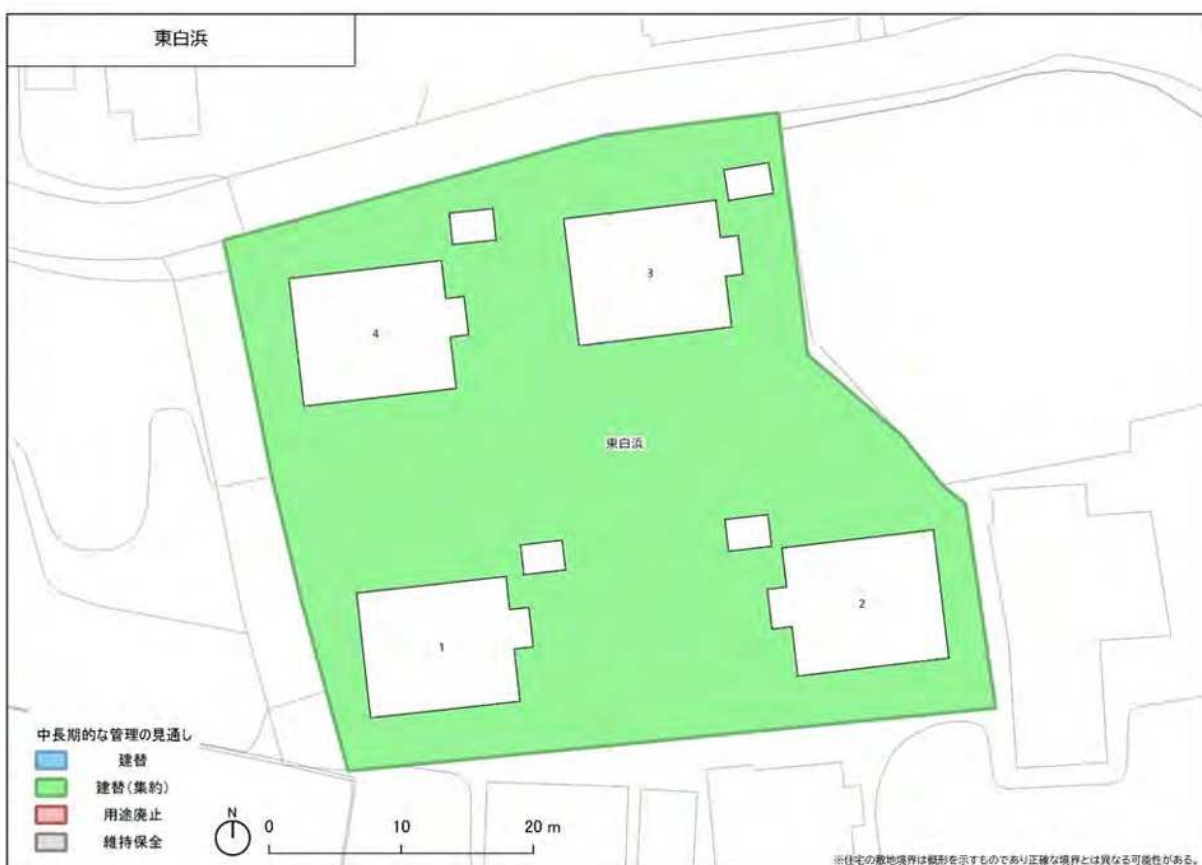 東白浜
3
4
東白浜
2
1
中長期的な管理の見通し
建替
建替(集約)
用途廃止
維持保全
N
0 10 20 m
※住宅の敷地境界は概形を示すものであり正確な境界とは異なる可能性がある。